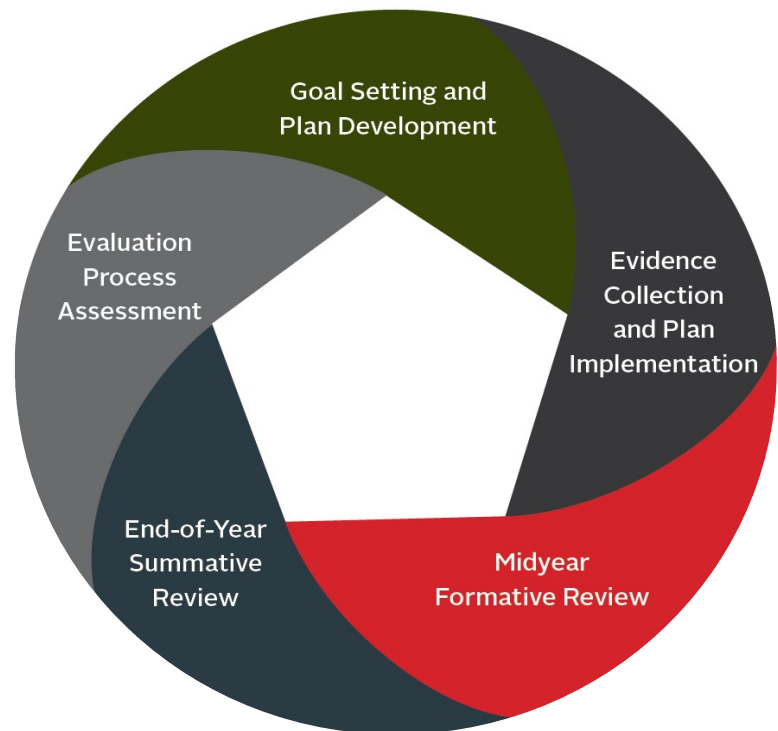 Goal Setting and
Plan Development
Evidence
Collection
and Plan
Implementation
Midyear
Formative Review
End-of-Year
Summative
Review
Evaluation
Process
Assessment